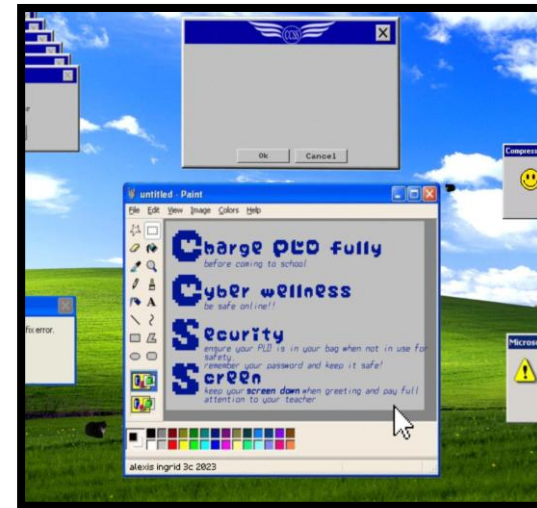 CCSS
Ok Cancel
Compress
untitled - Paint
File Edit View Image Colors Help
Charge PLD fully
before coming to school
Cyber wellness
be safe online!!
Security
ensure your PLD is in your bag when not in use for
safety.
remember your password and keep it safe!
Screen
keep your screen down when greeting and pay full
attention to your teacher
fix error.
Microso
alexis ingrid 3c 2023